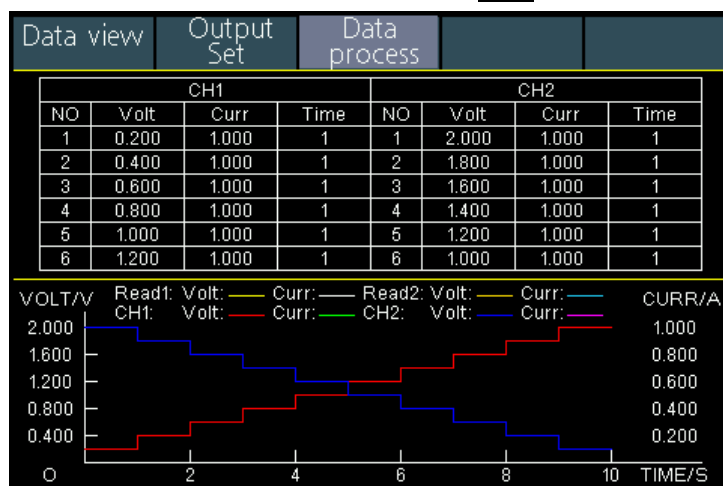 Data view Output Set Data process
CH1 CH2
NO Volt Curr Time NO Volt Curr Time
1 0.200 1.000 1 1 2.000 1.000 1
2 0.400 1.000 1 2 1.800 1.000 1
3 0.600 1.000 1 3 1.600 1.000 1
4 0.800 1.000 1 4 1.400 1.000 1
5 1.000 1.000 1 5 1.200 1.000 1
6 1.200 1.000 1 6 1.000 1.000 1
VOLT/V Read1: Volt: Curr: Read2: Volt: Curr: CURR/A
CH1: Volt: Curr: CH2: Volt: Curr:
2.000 1.000
1.600 0.800
1.200 0.600
0.800 0.400
0.400 0.200
O 2 4 6 8 10 TIME/S